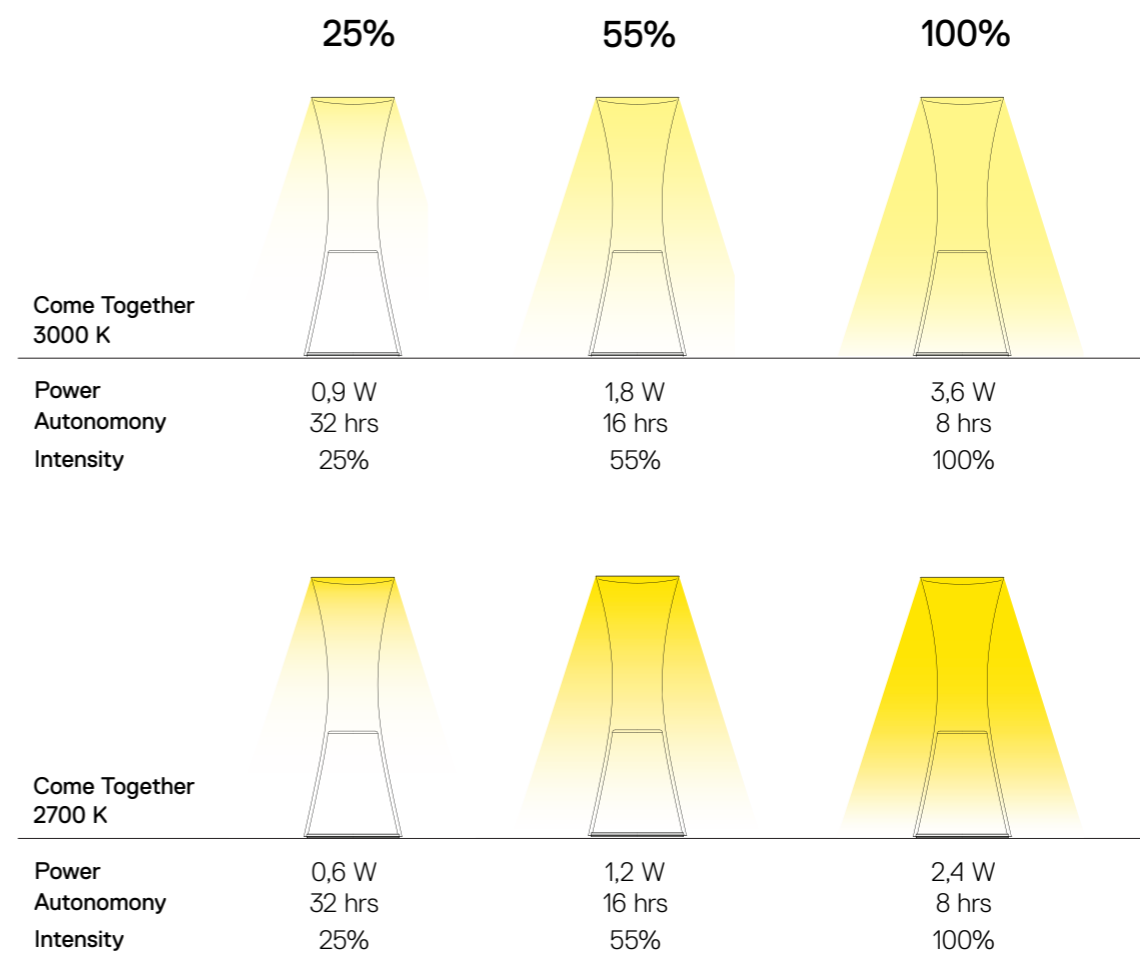 25% 55% 100%
Come Together
3000 K
Power 0,9 W 1,8 W 3,6 W
Autonomony 32 hrs 16 hrs 8 hrs
Intensity 25% 55% 100%
Come Together
2700 K
Power 0,6 W 1,2 W 2,4 W
Autonomony 32 hrs 16 hrs 8 hrs
Intensity 25% 55% 100%